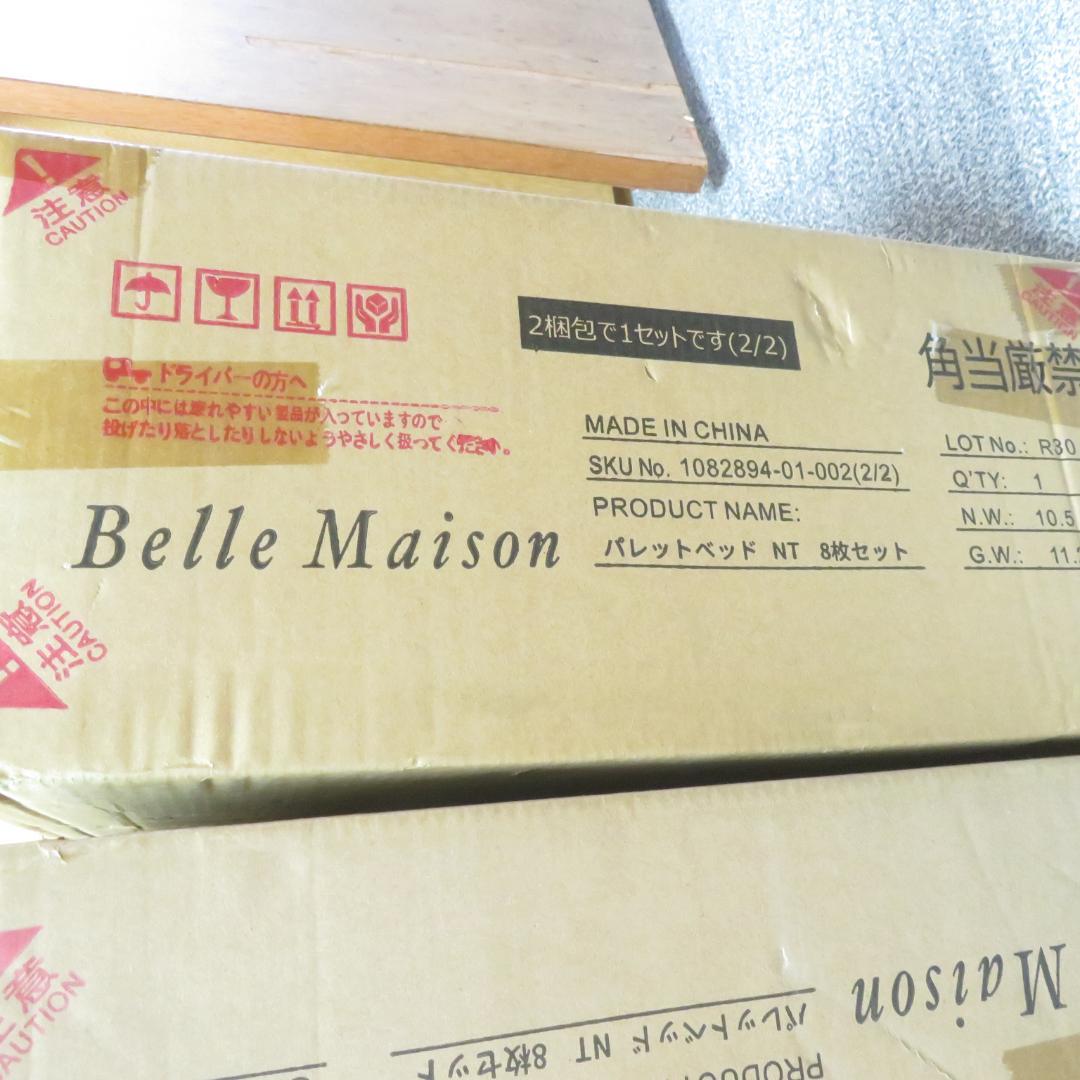 注意
CAUTION
2梱包で1セットです(2/2)
角当厳禁
ドライバーの方へ
この中には壊れやすい製品が入っていますので
投げたり落としたりしないようやさしく扱ってください。
MADE IN CHINA
SKU No. 1082894-01-002(2/2)
PRODUCT NAME:
パレットベッド NT 8枚セット
LOT No.: R30
Q'TY: 1
N.W.: 10.5
G.W.: 11.
Belle Maison
注意
CAUTION
Maison
パレットベッド NT 8枚セット
意
AUTION